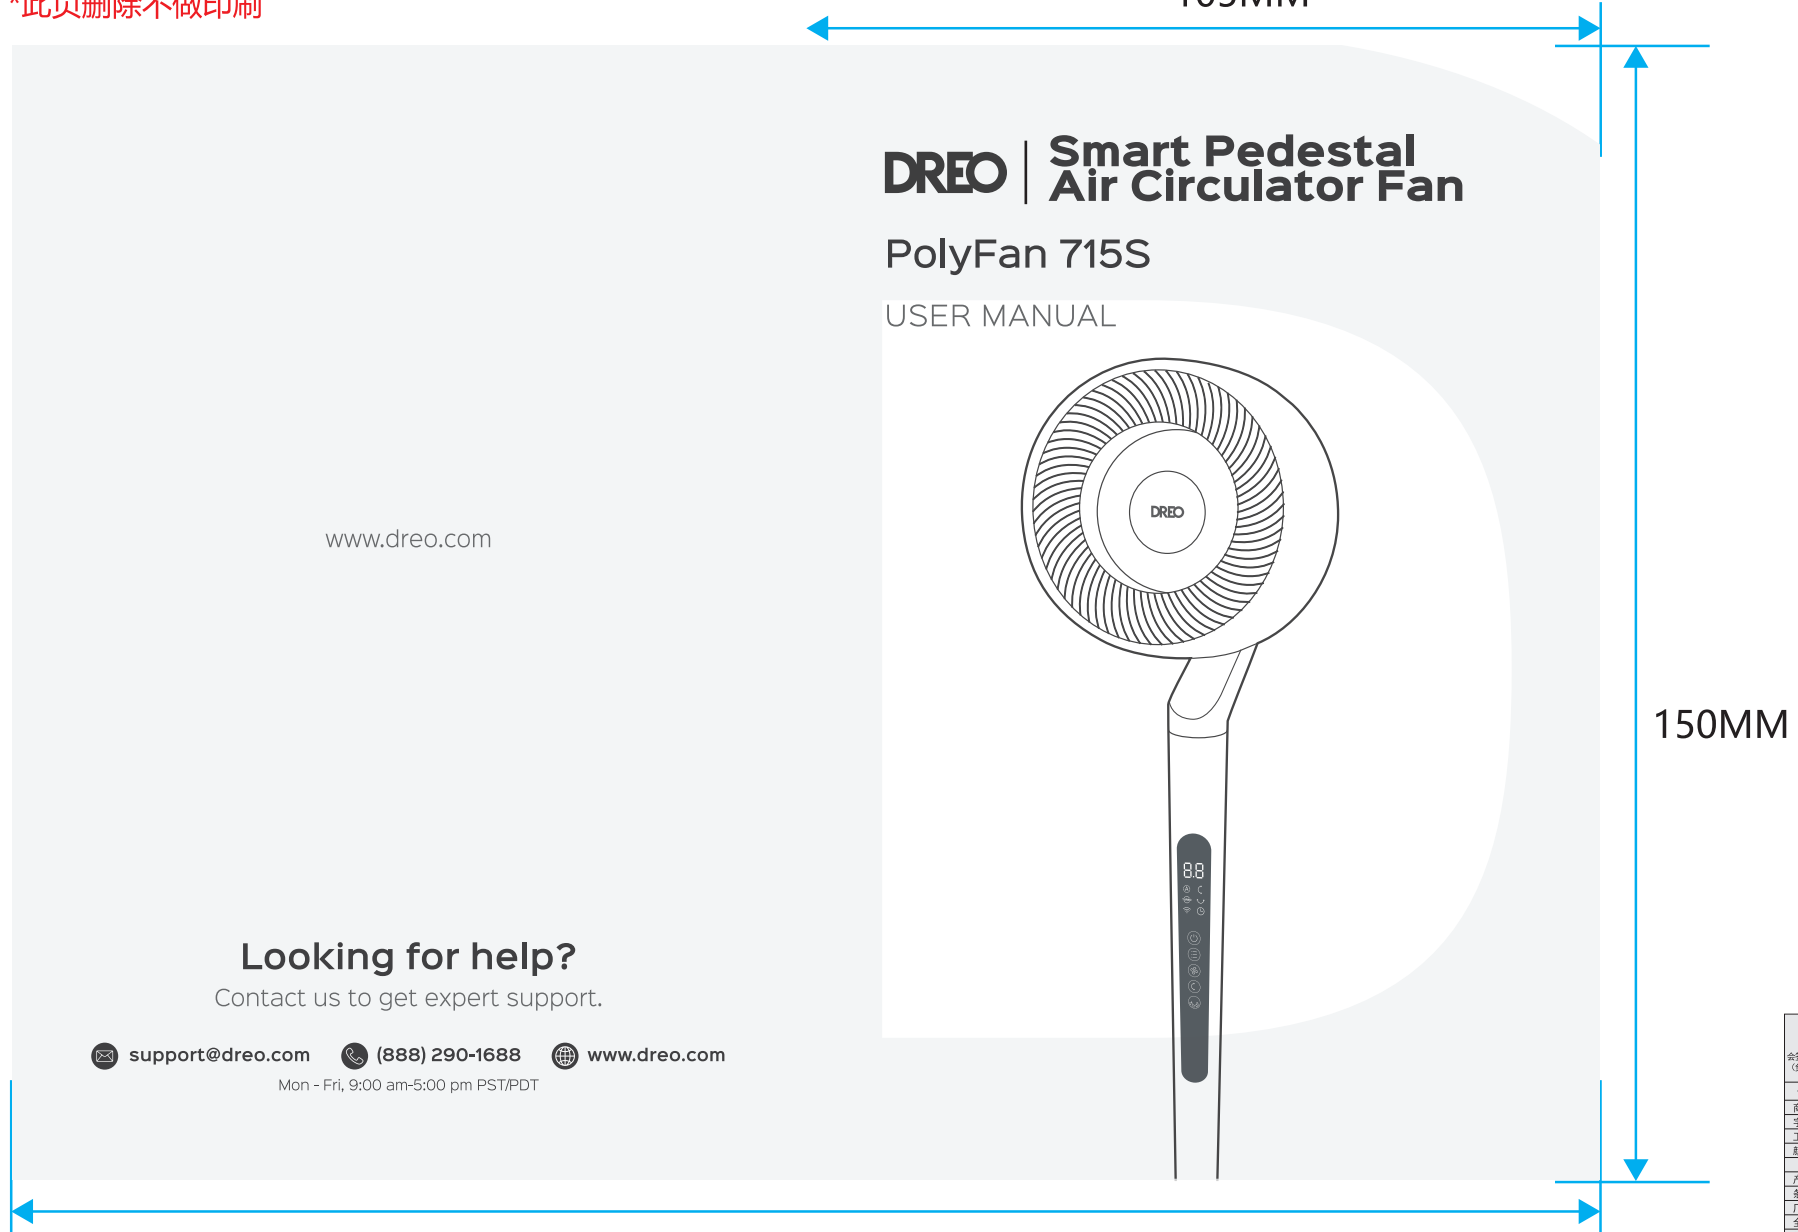 *此页删除不做印刷
105MM
DREO
Smart Pedestal
Air Circulator Fan
PolyFan 715S
USER MANUAL
DREO
8.8
www.dreo.com
150MM
Looking for help?
Contact us to get expert support.
support@dreo.com (888) 290-1688 www.dreo.com
Mon - Fri, 9:00 am-5:00 pm PST/PDT